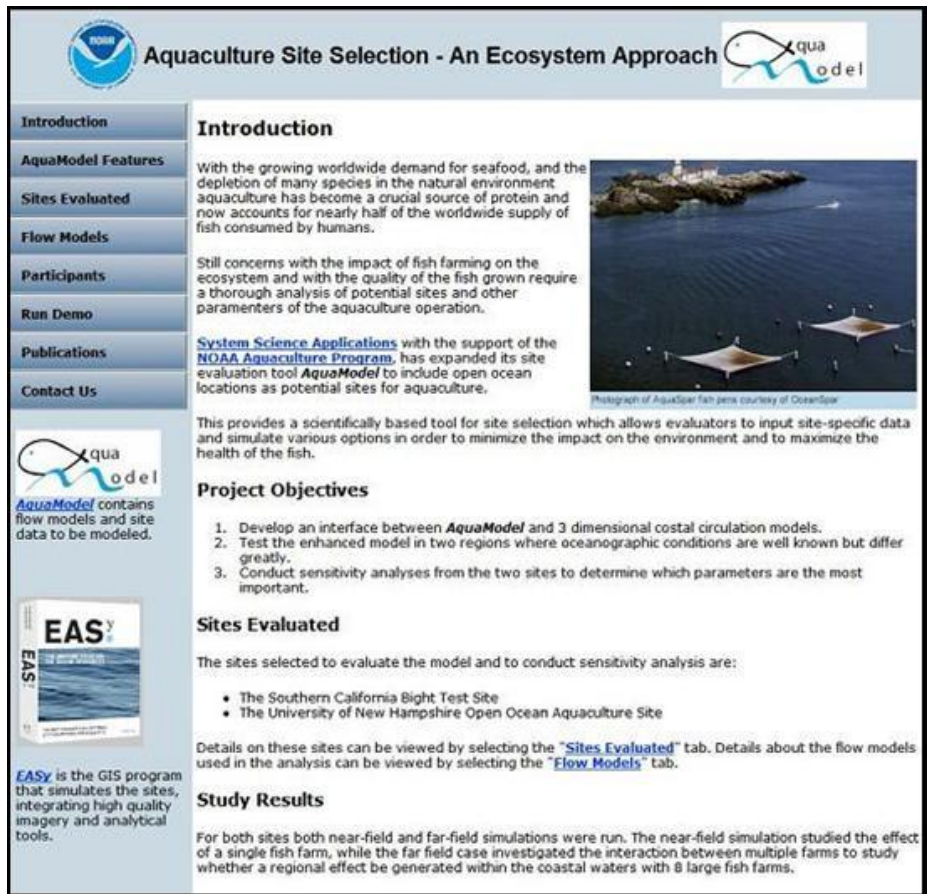 NOAA
Aquaculture Site Selection - An Ecosystem Approach
qua
odel
Introduction
AquaModel Features
Sites Evaluated
Flow Models
Participants
Run Demo
Publications
Contact Us
qua
odel
AquaModel contains
flow models and site
data to be modeled.
EASy
EASy
EASy is the GIS program
that simulates the sites,
integrating high quality
imagery and analytical
tools.
Introduction
With the growing worldwide demand for seafood, and the
depletion of many species in the natural environment
aquaculture has become a crucial source of protein and
now accounts for nearly half of the worldwide supply of
fish consumed by humans.
Still concerns with the impact of fish farming on the
ecosystem and with the quality of the fish grown require
a thorough analysis of potential sites and other
paramenters of the aquaculture operation.
System Science Applications with the support of the
NOAA Aquaculture Program, has expanded its site
evaluation tool AquaModel to include open ocean
locations as potential sites for aquaculture.
Photograph of AquaSpar fish pens courtesy of OceanSpar
This provides a scientifically based tool for site selection which allows evaluators to input site-specific data
and simulate various options in order to minimize the impact on the environment and to maximize the
health of the fish.
Project Objectives
1. Develop an interface between AquaModel and 3 dimensional costal circulation models.
2. Test the enhanced model in two regions where oceanographic conditions are well known but differ
greatly.
3. Conduct sensitivity analyses from the two sites to determine which parameters are the most
important.
Sites Evaluated
The sites selected to evaluate the model and to conduct sensitivity analysis are:
• The Southern California Bight Test Site
• The University of New Hampshire Open Ocean Aquaculture Site
Details on these sites can be viewed by selecting the "Sites Evaluated" tab. Details about the flow models
used in the analysis can be viewed by selecting the "Flow Models" tab.
Study Results
For both sites both near-field and far-field simulations were run. The near-field simulation studied the effect
of a single fish farm, while the far field case investigated the interaction between multiple farms to study
whether a regional effect be generated within the coastal waters with 8 large fish farms.